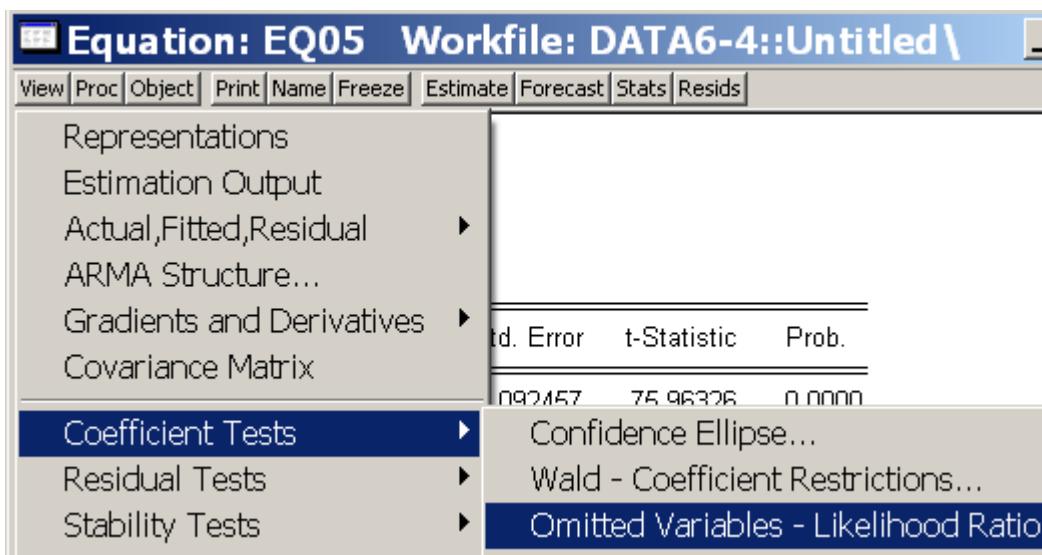 Equation: EQ05 Workfile: DATA6-4::Untitled\
View Proc Object Print Name Freeze Estimate Forecast Stats Resids
Representations
Estimation Output
Actual,Fitted,Residual
ARMA Structure...
Gradients and Derivatives
Covariance Matrix
td. Error t-Statistic Prob.
092457 75.96326 0.0000
Coefficient Tests
Residual Tests
Stability Tests
Confidence Ellipse...
Wald - Coefficient Restrictions...
Omitted Variables - Likelihood Ratio